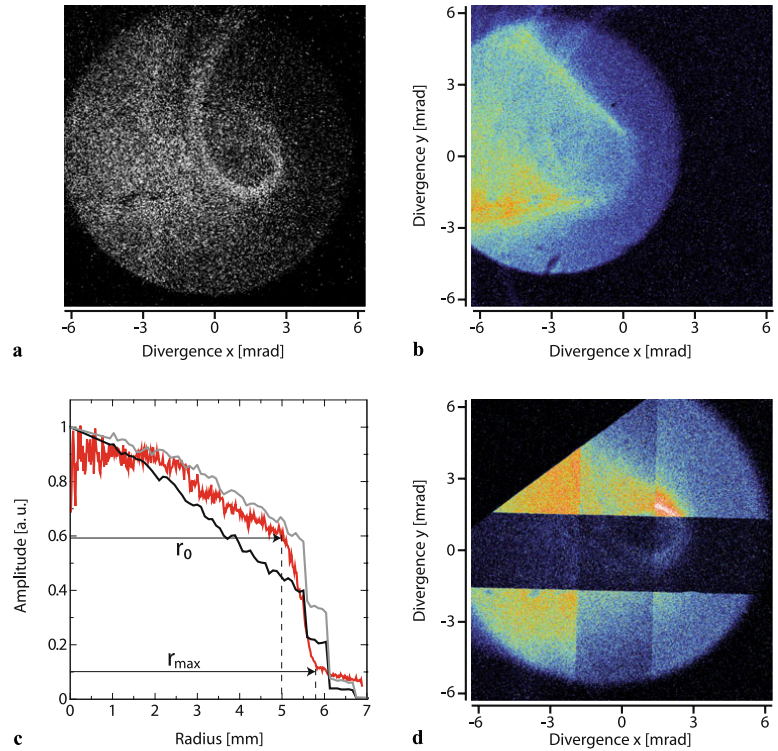 -6 -3 0 3 6
Divergence x [mrad]
a
6
3
0
-3
-6
Divergence y [mrad]
-6 -3 0 3 6
Divergence x [mrad]
b
1
0.8
0.6
0.4
0.2
0
Amplitude [a. u.]
r0
rmax
0 1 2 3 4 5 6 7
Radius [mm]
c
6
3
0
-3
-6
Divergence y [mrad]
-6 -3 0 3 6
Divergence x [mrad]
d